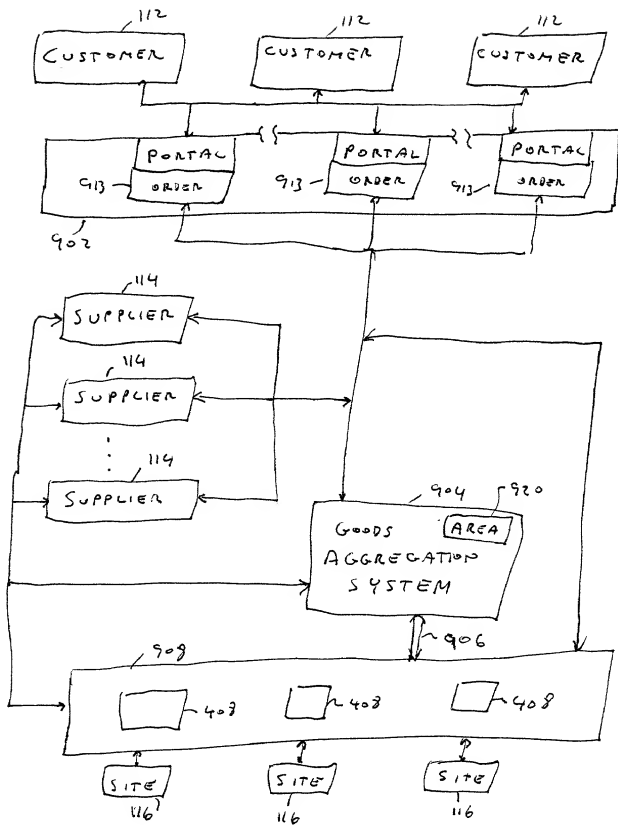 112
112
112
CUSTOMER
CUSTOMER
CUSTOMER
PORTAL
PORTAL
PORTAL
913
ORDER
913
ORDER
913
ORDER
902
114
SUPPLIER
114
SUPPLIER
114
SUPPLIER
904
920
GOODS
AREA
AGGREGATION
SYSTEM
906
908
408
408
408
SITE
SITE
SITE
116
116
116